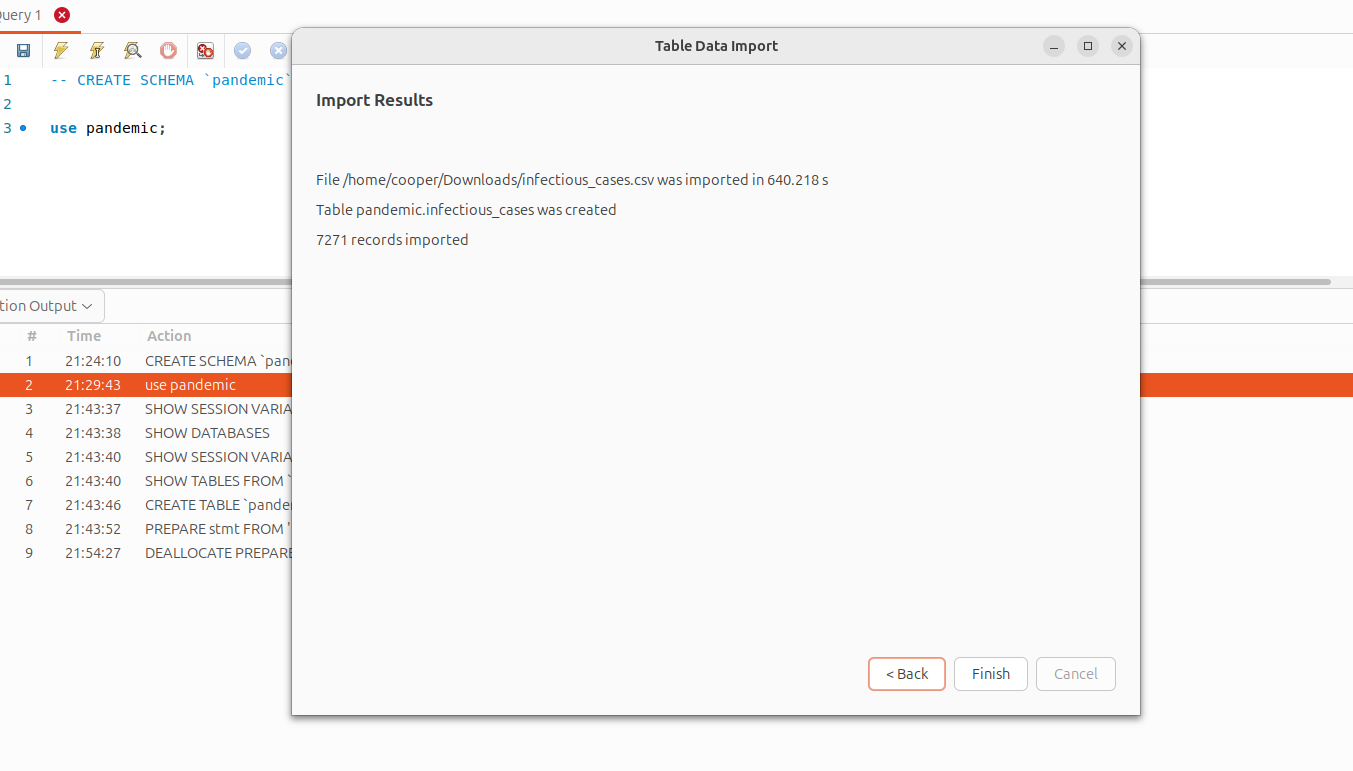 uery 1
Table Data Import
1 -- CREATE SCHEMA `pandemic`
2
3 use pandemic;
Import Results
File /home/cooper/Downloads/infectious_cases.csv was imported in 640.218 s
Table pandemic.infectious_cases was created
7271 records imported
tion Output
# Time Action
1 21:24:10 CREATE SCHEMA `pan
2 21:29:43 use pandemic
3 21:43:37 SHOW SESSION VARIA
4 21:43:38 SHOW DATABASES
5 21:43:40 SHOW SESSION VARIA
6 21:43:40 SHOW TABLES FROM `
7 21:43:46 CREATE TABLE `pande
8 21:43:52 PREPARE stmt FROM '
9 21:54:27 DEALLOCATE PREPARE
< Back Finish Cancel